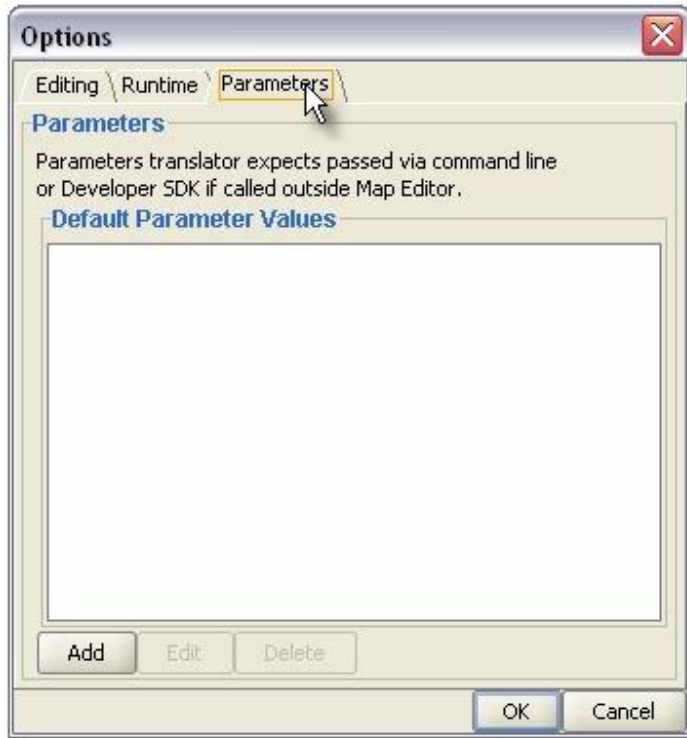 Options
Editing Runtime Parameters
Parameters
Parameters translator expects passed via command line
or Developer SDK if called outside Map Editor.
Default Parameter Values
Add Edit Delete
OK Cancel